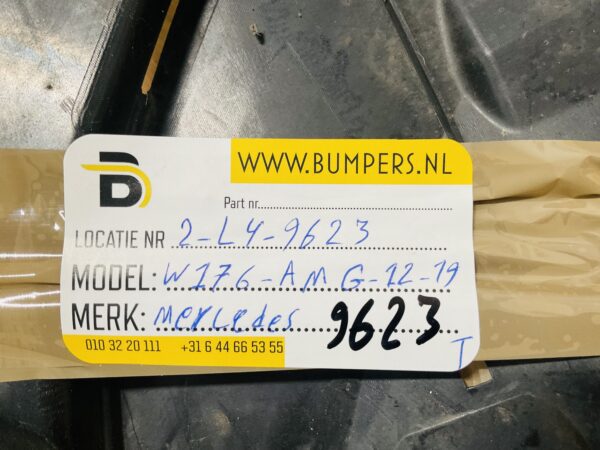 B
WWW.BUMPERS.NL
Part nr.
LOCATIE NR 2-L4-9623
MODEL: W176-AMG-12-19
MERK: Mercedes 9623
010 32 20 111 +31 6 44 66 53 55 T